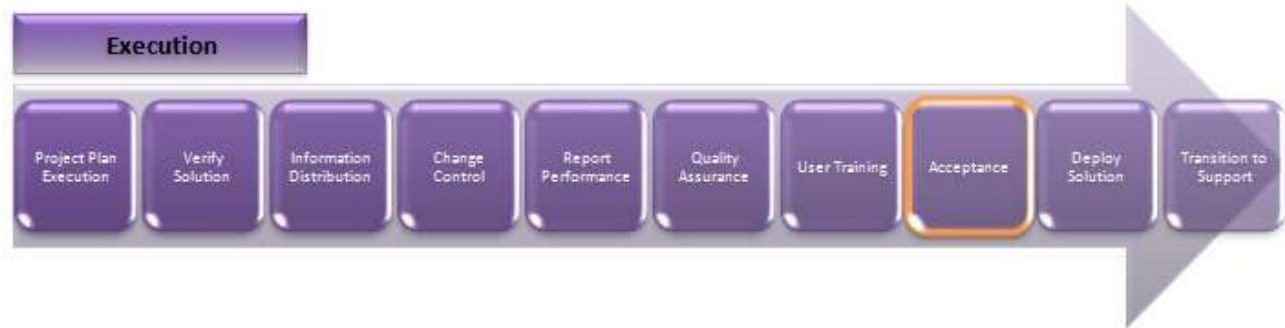 Execution
Project Plan
Execution
Verify
Solution
Information
Distribution
Change
Control
Report
Performance
Quality
Assurance
User Training
Acceptance
Deploy
Solution
Transition to
Support